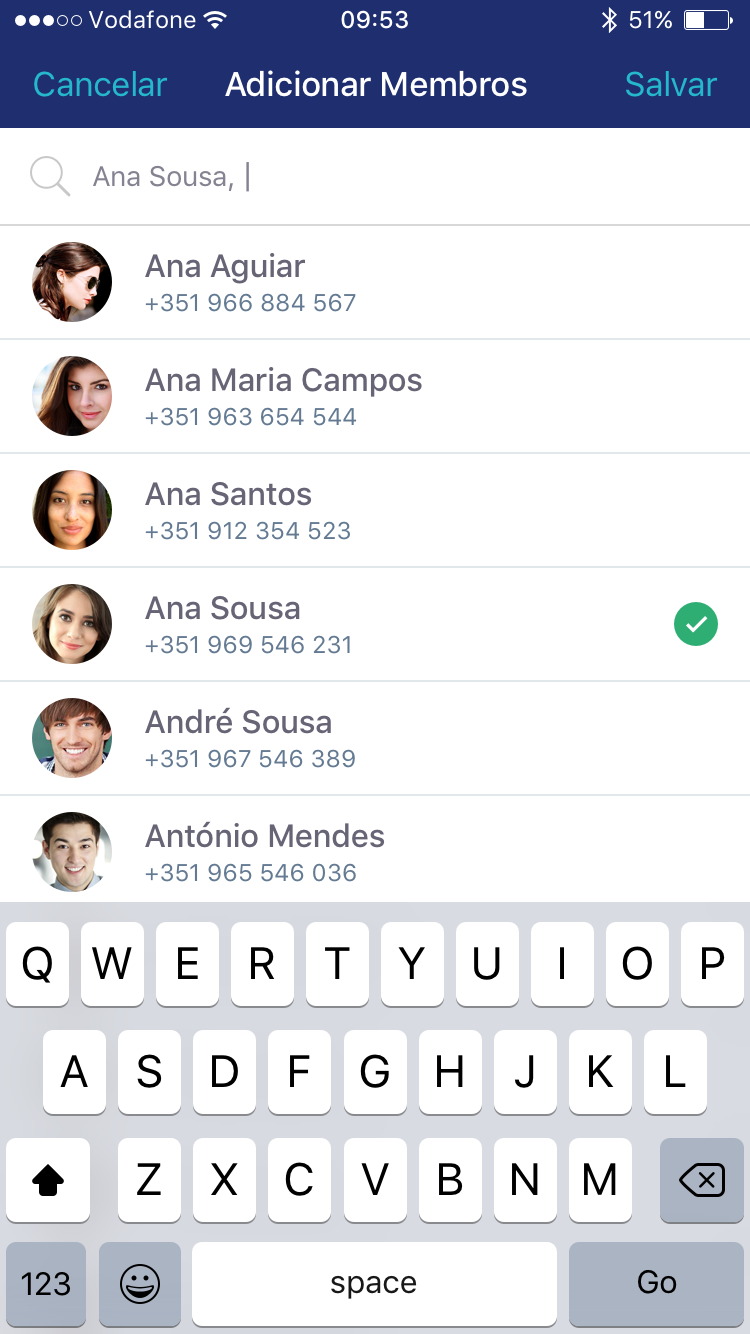 Vodafone 09:53 51%
Cancelar Adicionar Membros Salvar
Ana Sousa,
Ana Aguiar
+351 966 884 567
Ana Maria Campos
+351 963 654 544
Ana Santos
+351 912 354 523
Ana Sousa
+351 969 546 231
André Sousa
+351 967 546 389
António Mendes
+351 965 546 036
Q W E R T Y U I O P
A S D F G H J K L
Z X C V B N M
123 space Go